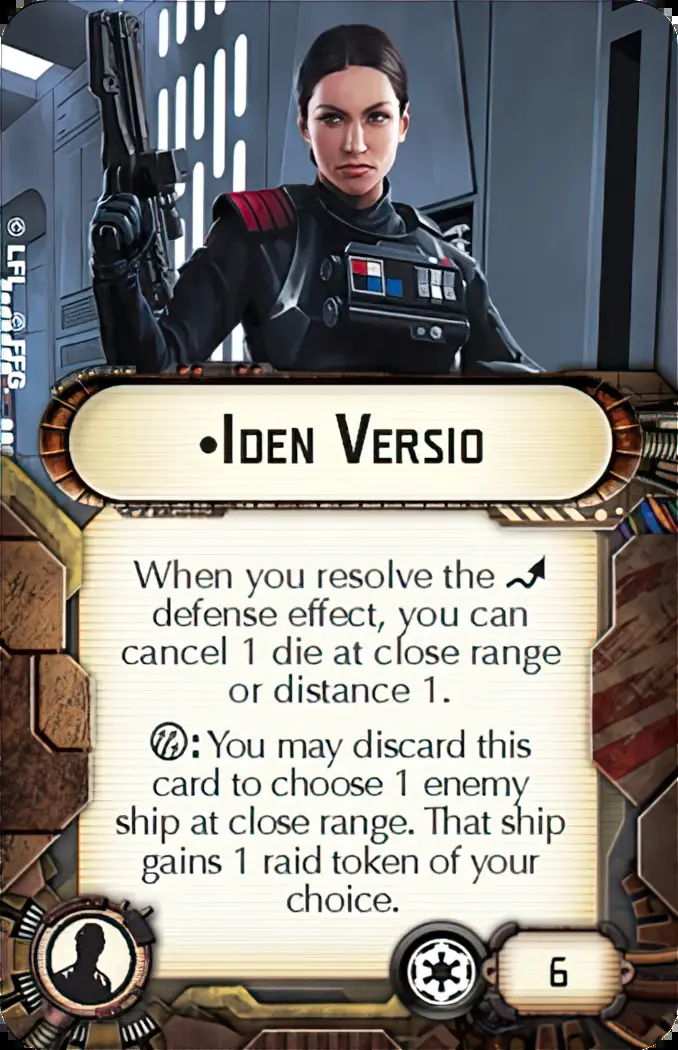 © LFL © FFG
•Iden Versio
When you resolve the
defense effect, you can
cancel 1 die at close range
or distance 1.
: You may discard this
card to choose 1 enemy
ship at close range. That ship
gains 1 raid token of your
choice.
6